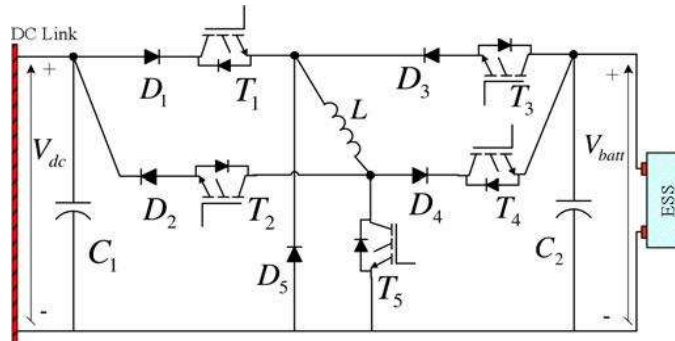 DC Link
+ + +
D1 T1 D3 T3
L
Vdc Vbatt
D2 T2 D4 T4
ESS
C1 D5 T5 C2
- -